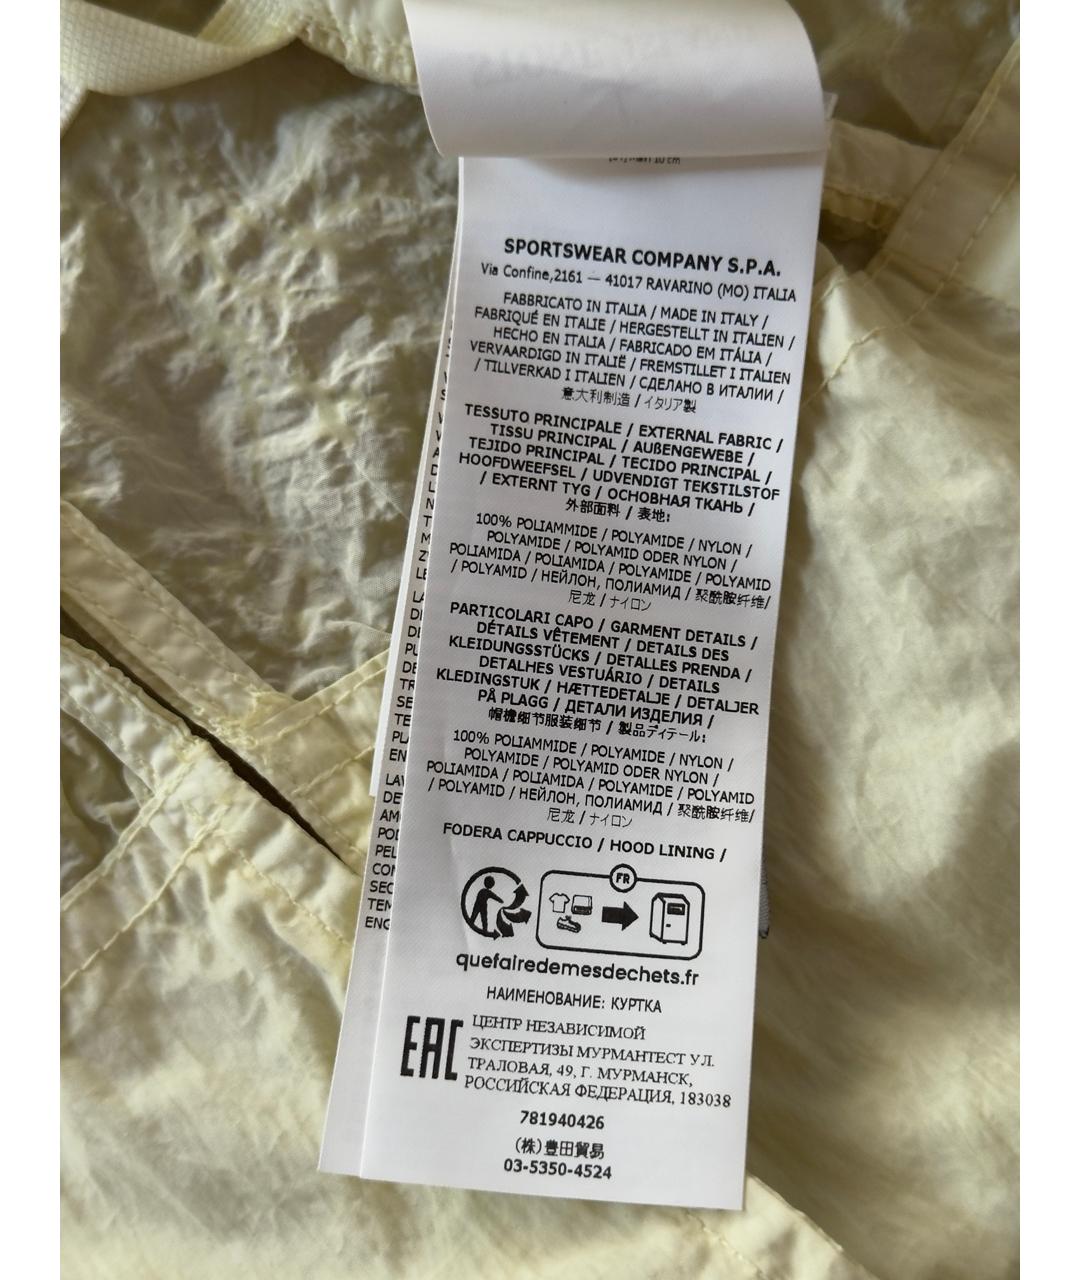 10 cm
SPORTSWEAR COMPANY S.P.A.
Via Confine,2161 — 41017 RAVARINO (MO) ITALIA
FABBRICATO IN ITALIA / MADE IN ITALY /
FABRIQUÉ EN ITALIE / HERGESTELLT IN ITALIEN /
HECHO EN ITALIA / FABRICADO EM ITÁLIA /
VERVAARDIGD IN ITALIË / FREMSTILLET I ITALIEN
/ TILLVERKAD I ITALIEN / СДЕЛАНО В ИТАЛИИ /
意大利制造 / イタリア製
TESSUTO PRINCIPALE / EXTERNAL FABRIC /
TISSU PRINCIPAL / AUßENGEWEBE /
TEJIDO PRINCIPAL / TECIDO PRINCIPAL /
HOOFDWEEFSEL / UDVENDIGT TEKSTILSTOF
/ EXTERNT TYG / ОСНОВНАЯ ТКАНЬ /
外部面料 / 表地:
100% POLIAMMIDE / POLYAMIDE / NYLON /
POLYAMIDE / POLYAMID ODER NYLON /
POLIAMIDA / POLIAMIDA / POLYAMIDE / POLYAMID
/ POLYAMID / НЕЙЛОН, ПОЛИАМИД / 聚酰胺纤维/
尼龙 / ナイロン
PARTICOLARI CAPO / GARMENT DETAILS /
DÉTAILS VÊTEMENT / DETAILS DES
KLEIDUNGSSTÜCKS / DETALLES PRENDA /
DETALHES VESTUÁRIO / DETAILS
KLEDINGSTUK / HÆTTEDETALJE / DETALJER
PÅ PLAGG / ДЕТАЛИ ИЗДЕЛИЯ /
帽檐细节服装细节 / 製品ディテール:
100% POLIAMMIDE / POLYAMIDE / NYLON /
POLYAMIDE / POLYAMID ODER NYLON /
POLIAMIDA / POLIAMIDA / POLYAMIDE / POLYAMID
/ POLYAMID / НЕЙЛОН, ПОЛИАМИД / 聚酰胺纤维/
尼龙 / ナイロン
FODERA CAPPUCCIO / HOOD LINING /
FR
quefairedemesdechets.fr
НАИМЕНОВАНИЕ: КУРТКА
EAC
ЦЕНТР НЕЗАВИСИМОЙ
ЭКСПЕРТИЗЫ МУРМАНТЕСТ УЛ.
ТРАЛОВАЯ, 49, Г. МУРМАНСК,
РОССИЙСКАЯ ФЕДЕРАЦИЯ, 183038
781940426
(株)豊田貿易
03-5350-4524